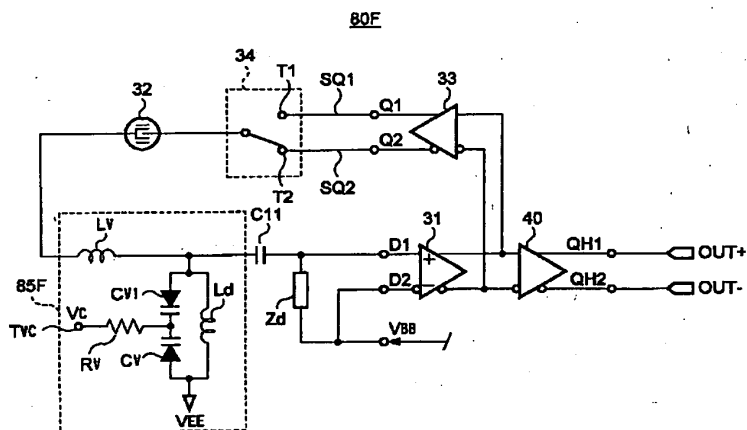 80F
34
T1
SQ1
Q1
33
32
Q2
T2
SQ2
C11
LV
D1
31
40
QH1
OUT+
85F
CV1
Ld
D2
QH2
OUT-
VC
TVC
Zd
VBB
RV
CV
VEE
+
−